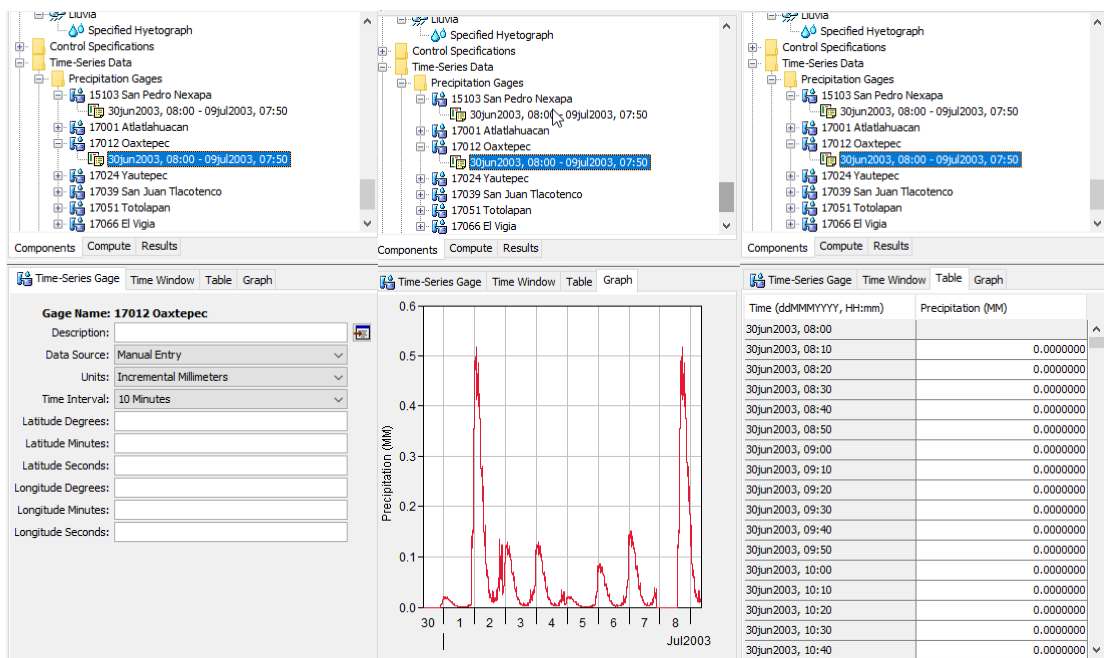 Lluvia
Specified Hyetograph
Control Specifications
Time-Series Data
Precipitation Gages
15103 San Pedro Nexapa
30jun2003, 08:00 - 09jul2003, 07:50
17001 Atlatlahuacan
17012 Oaxtepec
30jun2003, 08:00 - 09jul2003, 07:50
17024 Yautepec
17039 San Juan Tlacotenco
17051 Totolapan
17066 El Vigia
Components Compute Results
Time-Series Gage Time Window Table Graph
Gage Name: 17012 Oaxtepec
Description:
Data Source: Manual Entry
Units: Incremental Millimeters
Time Interval: 10 Minutes
Latitude Degrees:
Latitude Minutes:
Latitude Seconds:
Longitude Degrees:
Longitude Minutes:
Longitude Seconds:
Lluvia
Specified Hyetograph
Control Specifications
Time-Series Data
Precipitation Gages
15103 San Pedro Nexapa
30jun2003, 08:00 - 09jul2003, 07:50
17001 Atlatlahuacan
17012 Oaxtepec
30jun2003, 08:00 - 09jul2003, 07:50
17024 Yautepec
17039 San Juan Tlacotenco
17051 Totolapan
17066 El Vigia
Components Compute Results
Time-Series Gage Time Window Table Graph
0.6
0.5
0.4
0.3
0.2
0.1
0.0
Precipitation (MM)
30 1 2 3 4 5 6 7 8
Jul2003
Lluvia
Specified Hyetograph
Control Specifications
Time-Series Data
Precipitation Gages
15103 San Pedro Nexapa
30jun2003, 08:00 - 09jul2003, 07:50
17001 Atlatlahuacan
17012 Oaxtepec
30jun2003, 08:00 - 09jul2003, 07:50
17024 Yautepec
17039 San Juan Tlacotenco
17051 Totolapan
17066 El Vigia
Components Compute Results
Time-Series Gage Time Window Table Graph
Time (ddMMMYYYY, HH:mm) Precipitation (MM)
30jun2003, 08:00
30jun2003, 08:10 0.0000000
30jun2003, 08:20 0.0000000
30jun2003, 08:30 0.0000000
30jun2003, 08:40 0.0000000
30jun2003, 08:50 0.0000000
30jun2003, 09:00 0.0000000
30jun2003, 09:10 0.0000000
30jun2003, 09:20 0.0000000
30jun2003, 09:30 0.0000000
30jun2003, 09:40 0.0000000
30jun2003, 09:50 0.0000000
30jun2003, 10:00 0.0000000
30jun2003, 10:10 0.0000000
30jun2003, 10:20 0.0000000
30jun2003, 10:30 0.0000000
30jun2003, 10:40 0.0000000